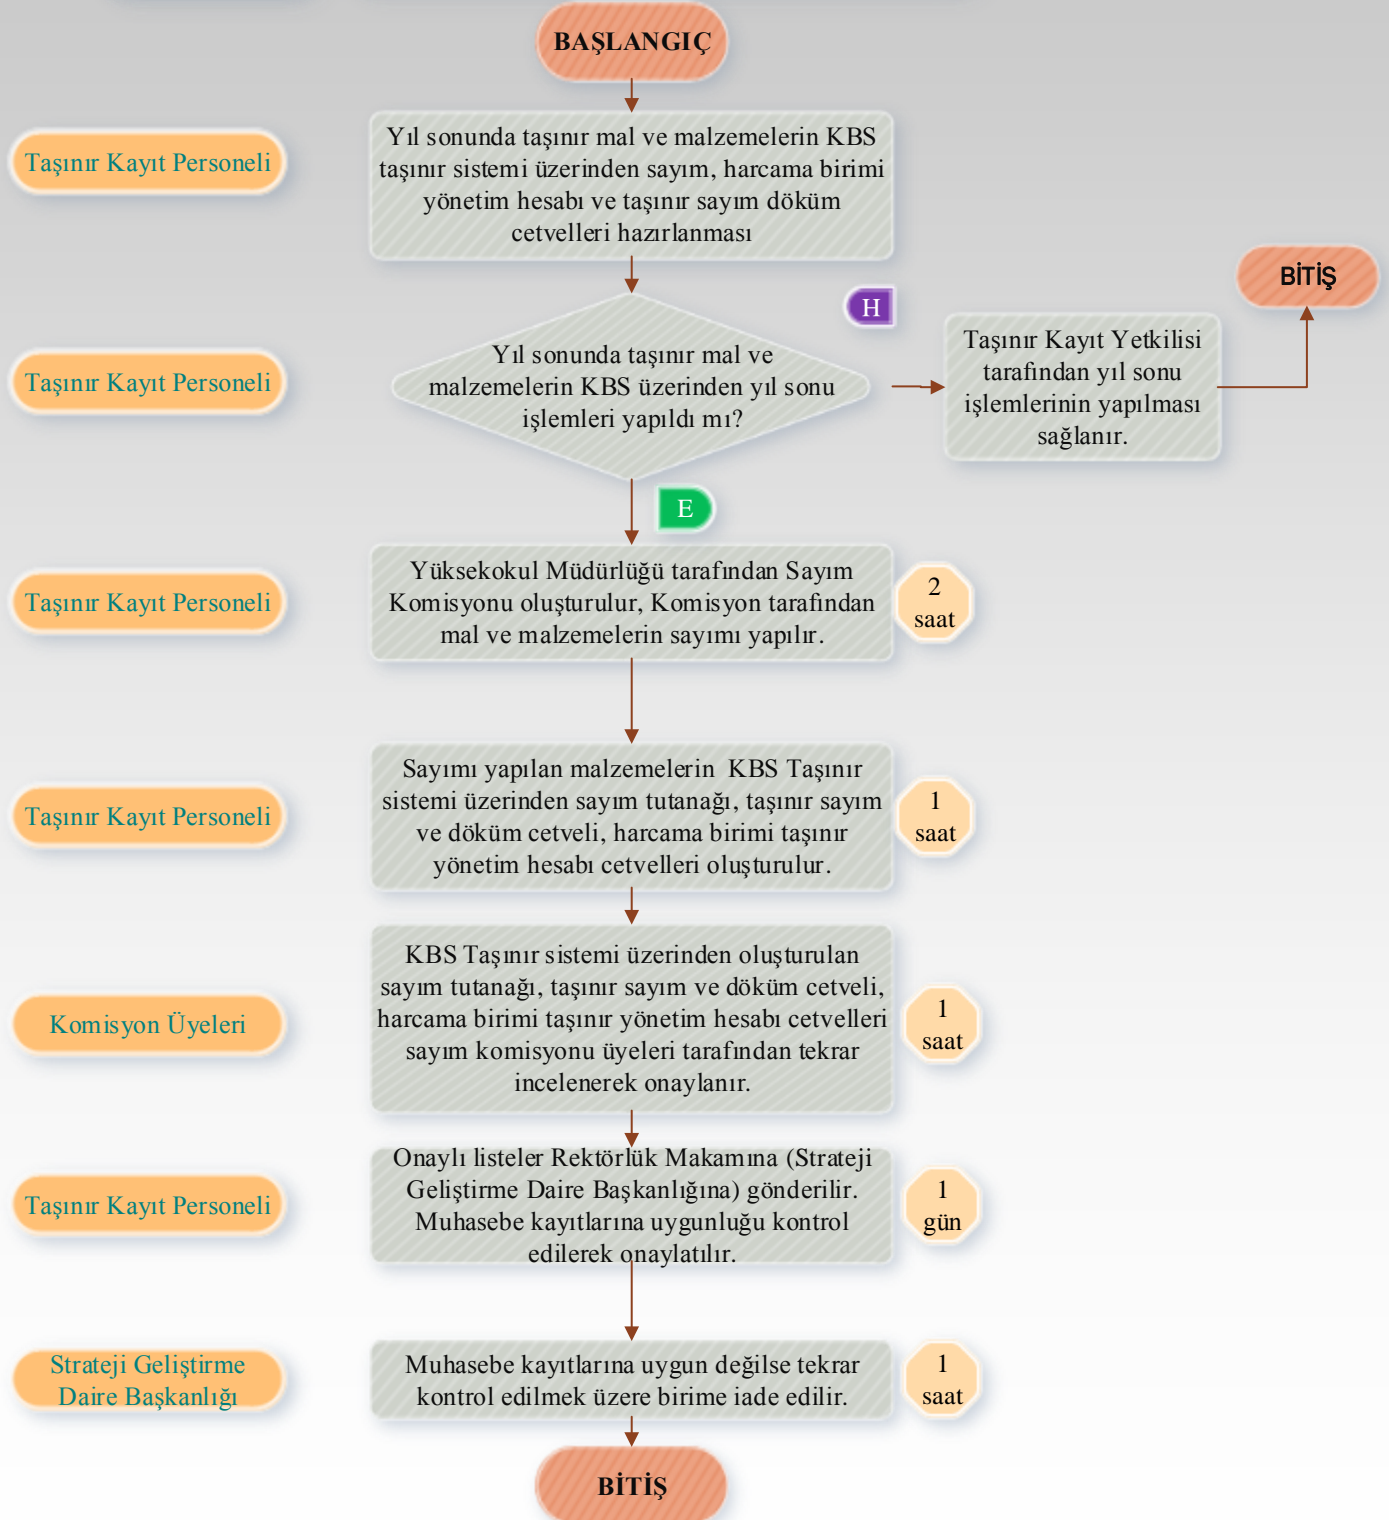 BAŞLANGIÇ
Taşınır Kayıt Personeli
Yıl sonunda taşınır mal ve malzemelerin KBS
taşınır sistemi üzerinden sayım, harcama birimi
yönetim hesabı ve taşınır sayım döküm
cetvelleri hazırlanması
Taşınır Kayıt Personeli
Yıl sonunda taşınır mal ve
malzemelerin KBS üzerinden yıl sonu
işlemleri yapıldı mı?
H
Taşınır Kayıt Yetkilisi
tarafından yıl sonu
işlemlerinin yapılması
sağlanır.
BİTİŞ
E
Taşınır Kayıt Personeli
Yüksekokul Müdürlüğü tarafından Sayım
Komisyonu oluşturulur, Komisyon tarafından
mal ve malzemelerin sayımı yapılır.
2
saat
Taşınır Kayıt Personeli
Sayımı yapılan malzemelerin KBS Taşınır
sistemi üzerinden sayım tutanağı, taşınır sayım
ve döküm cetveli, harcama birimi taşınır
yönetim hesabı cetvelleri oluşturulur.
1
saat
Komisyon Üyeleri
KBS Taşınır sistemi üzerinden oluşturulan
sayım tutanağı, taşınır sayım ve döküm cetveli,
harcama birimi taşınır yönetim hesabı cetvelleri
sayım komisyonu üyeleri tarafından tekrar
incelenerek onaylanır.
1
saat
Taşınır Kayıt Personeli
Onaylı listeler Rektörlük Makamına (Strateji
Geliştirme Daire Başkanlığına) gönderilir.
Muhasebe kayıtlarına uygunluğu kontrol
edilerek onaylatılır.
1
gün
Strateji Geliştirme
Daire Başkanlığı
Muhasebe kayıtlarına uygun değilse tekrar
kontrol edilmek üzere birime iade edilir.
1
saat
BİTİŞ